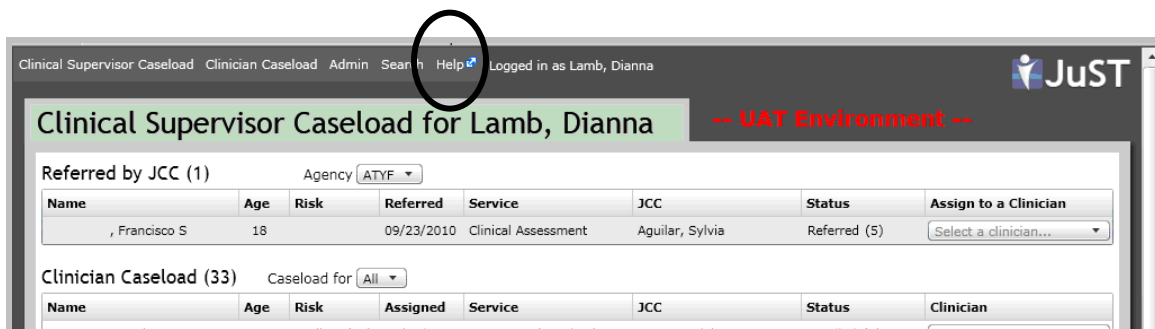 Clinical Supervisor Caseload Clinician Caseload Admin Search Help Logged in as Lamb, Dianna
JuST
Clinical Supervisor Caseload for Lamb, Dianna
-- UAT Environment --
Referred by JCC (1) Agency ATYF
Name Age Risk Referred Service JCC Status Assign to a Clinician
, Francisco S 18 09/23/2010 Clinical Assessment Aguilar, Sylvia Referred (5) Select a clinician...
Clinician Caseload (33) Caseload for All
Name Age Risk Assigned Service JCC Status Clinician